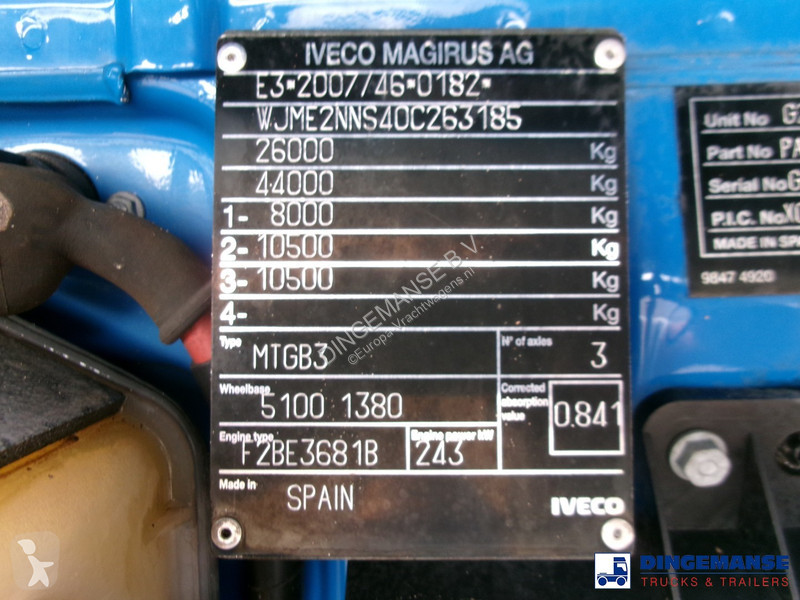 IVECO MAGIRUS AG
E3*2007/46*0182*
WJME2NNS40C263185
26000 Kg
44000 Kg
1- 8000 Kg
2- 10500 Kg
3- 10500 Kg
4- Kg
Type MTGB3
N° of axles 3
Wheelbase 5100 1380
Corrected absorption value 0.841
Engine type F2BE3681B
Engine power kW 243
Made in SPAIN
IVECO
Unit No
Part No
Serial No
P.I.C. No
MADE IN
9847 4920
DINGEMANSE B.V.
©EuropaVrachtwagens.nl
DINGEMANSE
TRUCKS & TRAILERS